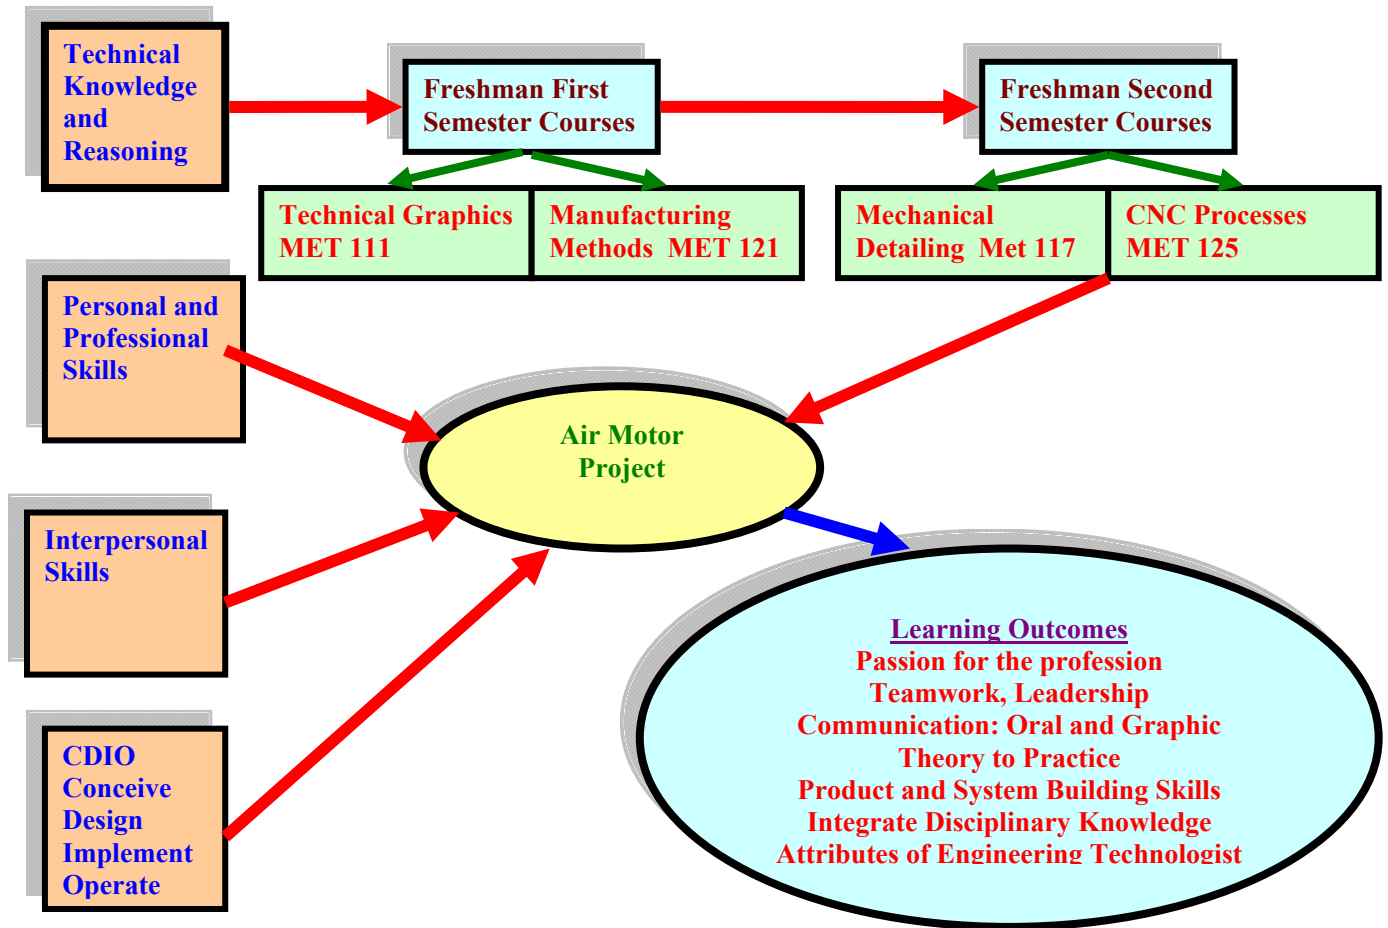 Technical
Knowledge
and
Reasoning
Freshman First
Semester Courses
Freshman Second
Semester Courses
Technical Graphics
MET 111
Manufacturing
Methods  MET 121
Mechanical
Detailing  Met 117
CNC Processes
MET 125
Personal and
Professional
Skills
Air Motor
Project
Interpersonal
Skills
Learning Outcomes
Passion for the profession
Teamwork, Leadership
Communication: Oral and Graphic
Theory to Practice
Product and System Building Skills
Integrate Disciplinary Knowledge
Attributes of Engineering Technologist
CDIO
Conceive
Design
Implement
Operate